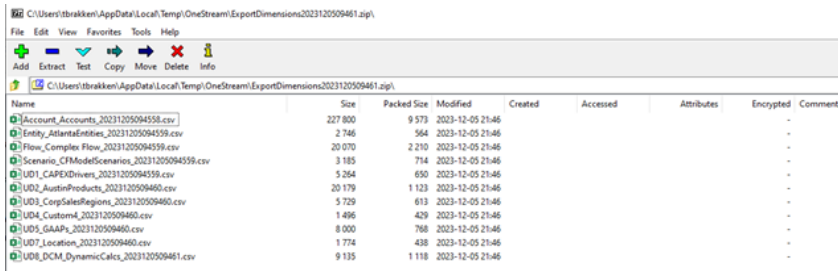 C:\Users\tbrakken\AppData\Local\Temp\OneStream\ExportDimensions2023120509461.zip\
File Edit View Favorites Tools Help
Add Extract Test Copy Move Delete Info
C:\Users\tbrakken\AppData\Local\Temp\OneStream\ExportDimensions2023120509461.zip\
Name Size Packed Size Modified Created Accessed Attributes Encrypted Comment
Account_Accounts_20231205094558.csv 227 800 9 573 2023-12-05 21:46 -
Entity_AtlantaEntities_20231205094559.csv 2 746 564 2023-12-05 21:46 -
Flow_Complex Flow_20231205094559.csv 20 070 2 210 2023-12-05 21:46 -
Scenario_CFModelScenarios_20231205094559.csv 3 185 714 2023-12-05 21:46 -
UD1_CAPEXDrivers_20231205094559.csv 5 264 650 2023-12-05 21:46 -
UD2_AustinProducts_2023120509460.csv 20 179 1 123 2023-12-05 21:46 -
UD3_CorpSalesRegions_2023120509460.csv 5 729 613 2023-12-05 21:46 -
UD4_Custom4_2023120509460.csv 1 496 429 2023-12-05 21:46 -
UD5_GAAPs_2023120509460.csv 8 000 768 2023-12-05 21:46 -
UD7_Location_2023120509460.csv 1 774 438 2023-12-05 21:46 -
UD8_DCM_DynamicCalcs_2023120509461.csv 9 135 1 118 2023-12-05 21:46 -